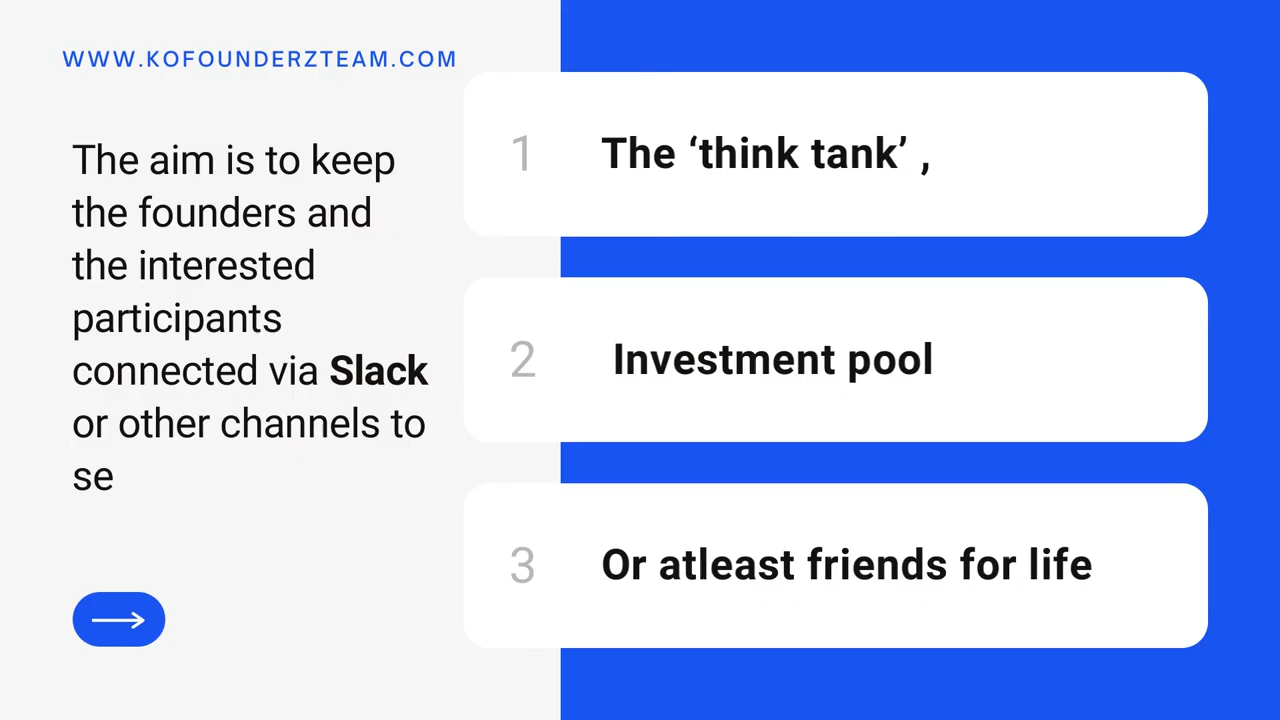 WWW.KOFOUNDERZTEAM.COM
The aim is to keep
the founders and
the interested
participants
connected via Slack
or other channels to
se
1 The ‘think tank’ ,
2 Investment pool
3 Or atleast friends for life